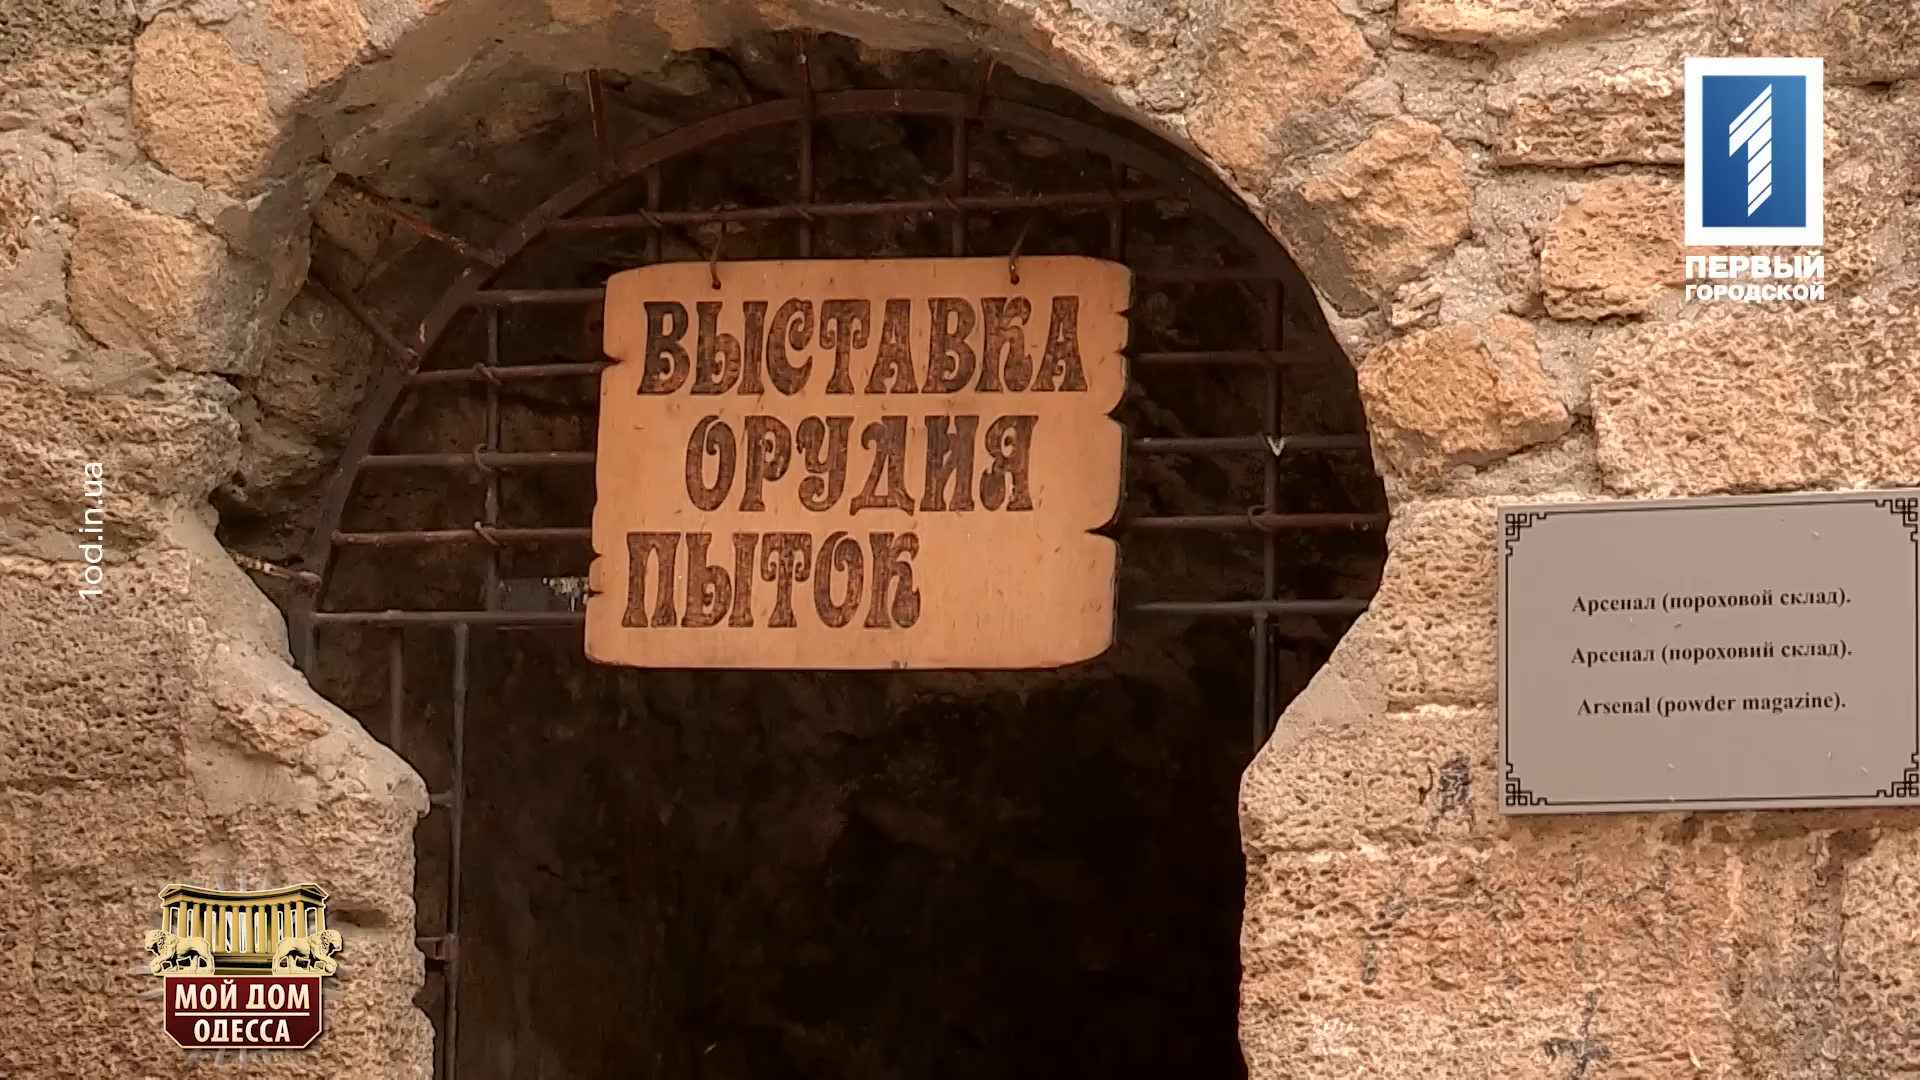 ВЫСТАВКА
ОРУДИЯ
ПЫТОК
Арсенал (пороховой склад).
Арсенал (пороховий склад).
Arsenal (powder magazine).
1
ПЕРВЫЙ
ГОРОДСКОЙ
1od.in.ua
МОЙ ДОМ
ОДЕССА